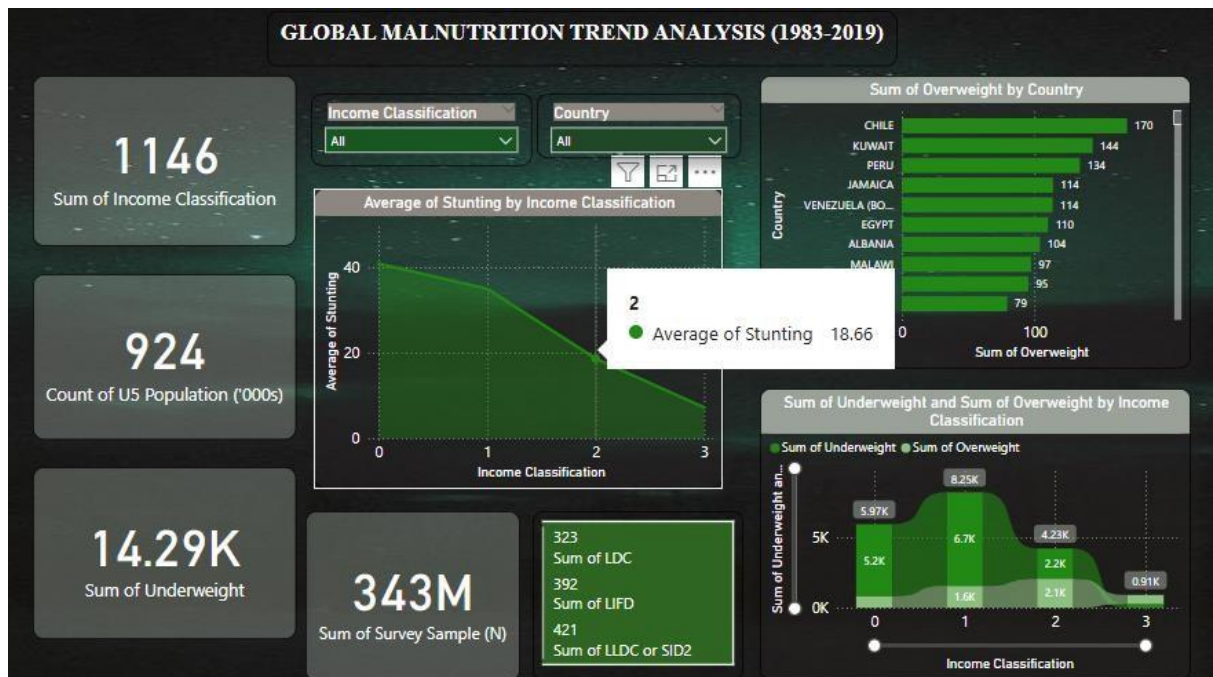 GLOBAL MALNUTRITION TREND ANALYSIS (1983-2019)
1146
Sum of Income Classification
924
Count of U5 Population ('000s)
14.29K
Sum of Underweight
Income Classification
All
Country
All
Average of Stunting by Income Classification
Average of Stunting
40
20
0
0
1
2
3
Income Classification
2
Average of Stunting 18.66
343M
Sum of Survey Sample (N)
323
Sum of LDC
392
Sum of LIFD
421
Sum of LLDC or SID2
Sum of Overweight by Country
Country
CHILE 170
KUWAIT 144
PERU 134
JAMAICA 114
VENEZUELA (BO... 114
EGYPT 110
ALBANIA 104
MALAWI 97
95
79
0
100
Sum of Overweight
Sum of Underweight and Sum of Overweight by Income
Classification
Sum of Underweight Sum of Overweight
Sum of Underweight an...
5K
0K
5.97K
5.2K
8.25K
6.7K
1.6K
4.23K
2.2K
2.1K
0.91K
0
1
2
3
Income Classification